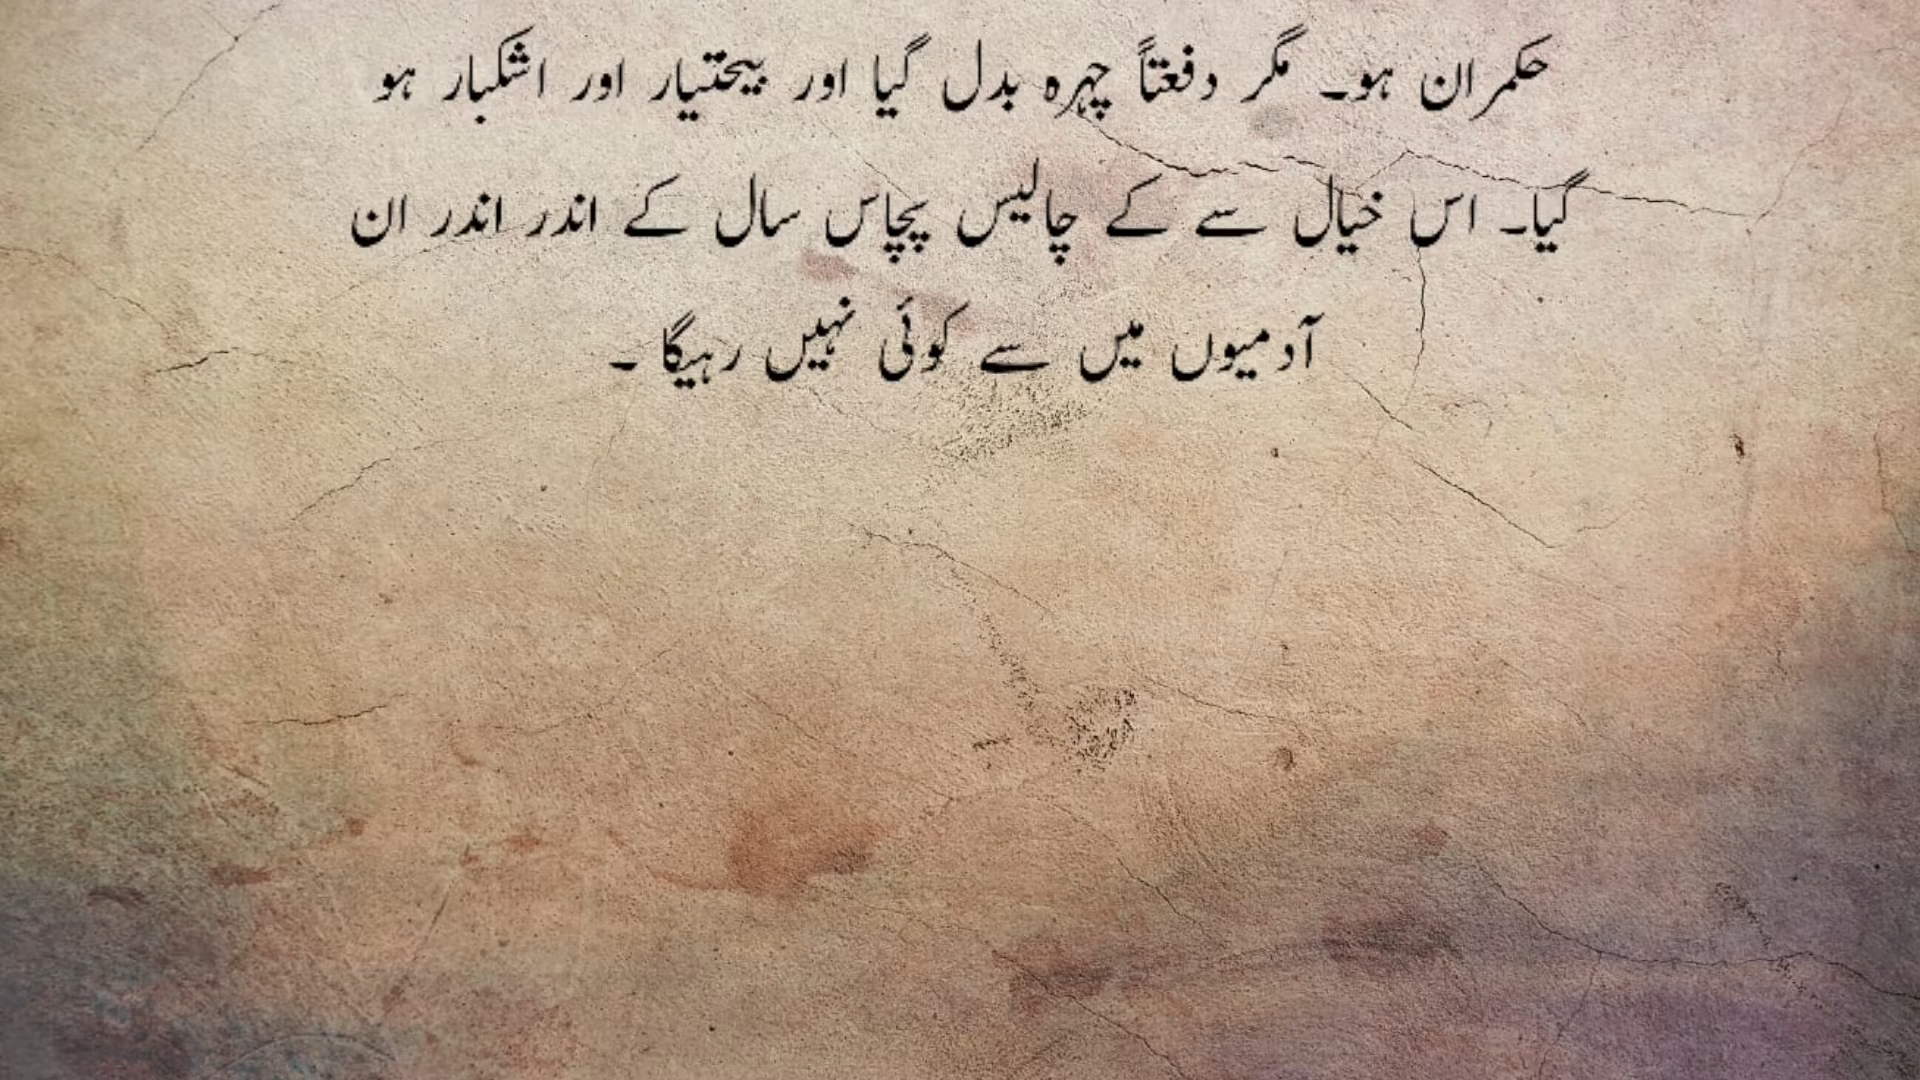 حکمران ہو۔ مگر دفعتاً چہرہ بدل گیا اور بیختیار اور اشکبار ہو
گیا۔ اس خیال سے کے چالیس پچاس سال کے اندر اندر ان
آدمیوں میں سے کوئی نہیں رہیگا ۔